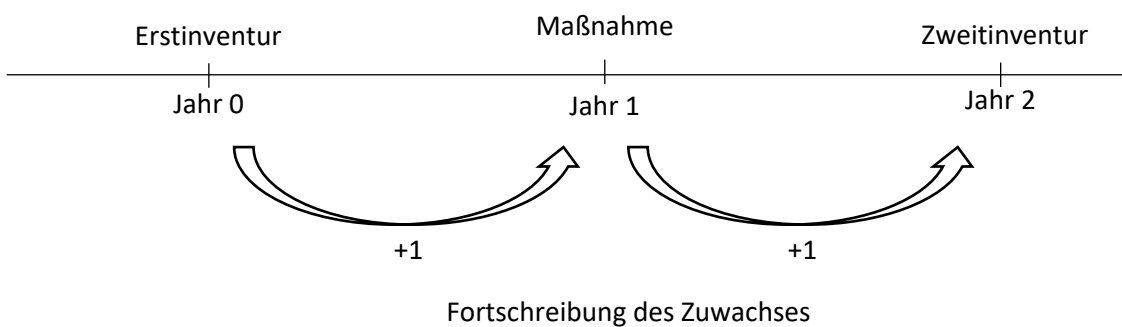 Erstinventur
Maßnahme
Zweitinventur
Jahr 0
Jahr 1
Jahr 2
+1
+1
Fortschreibung des Zuwachses